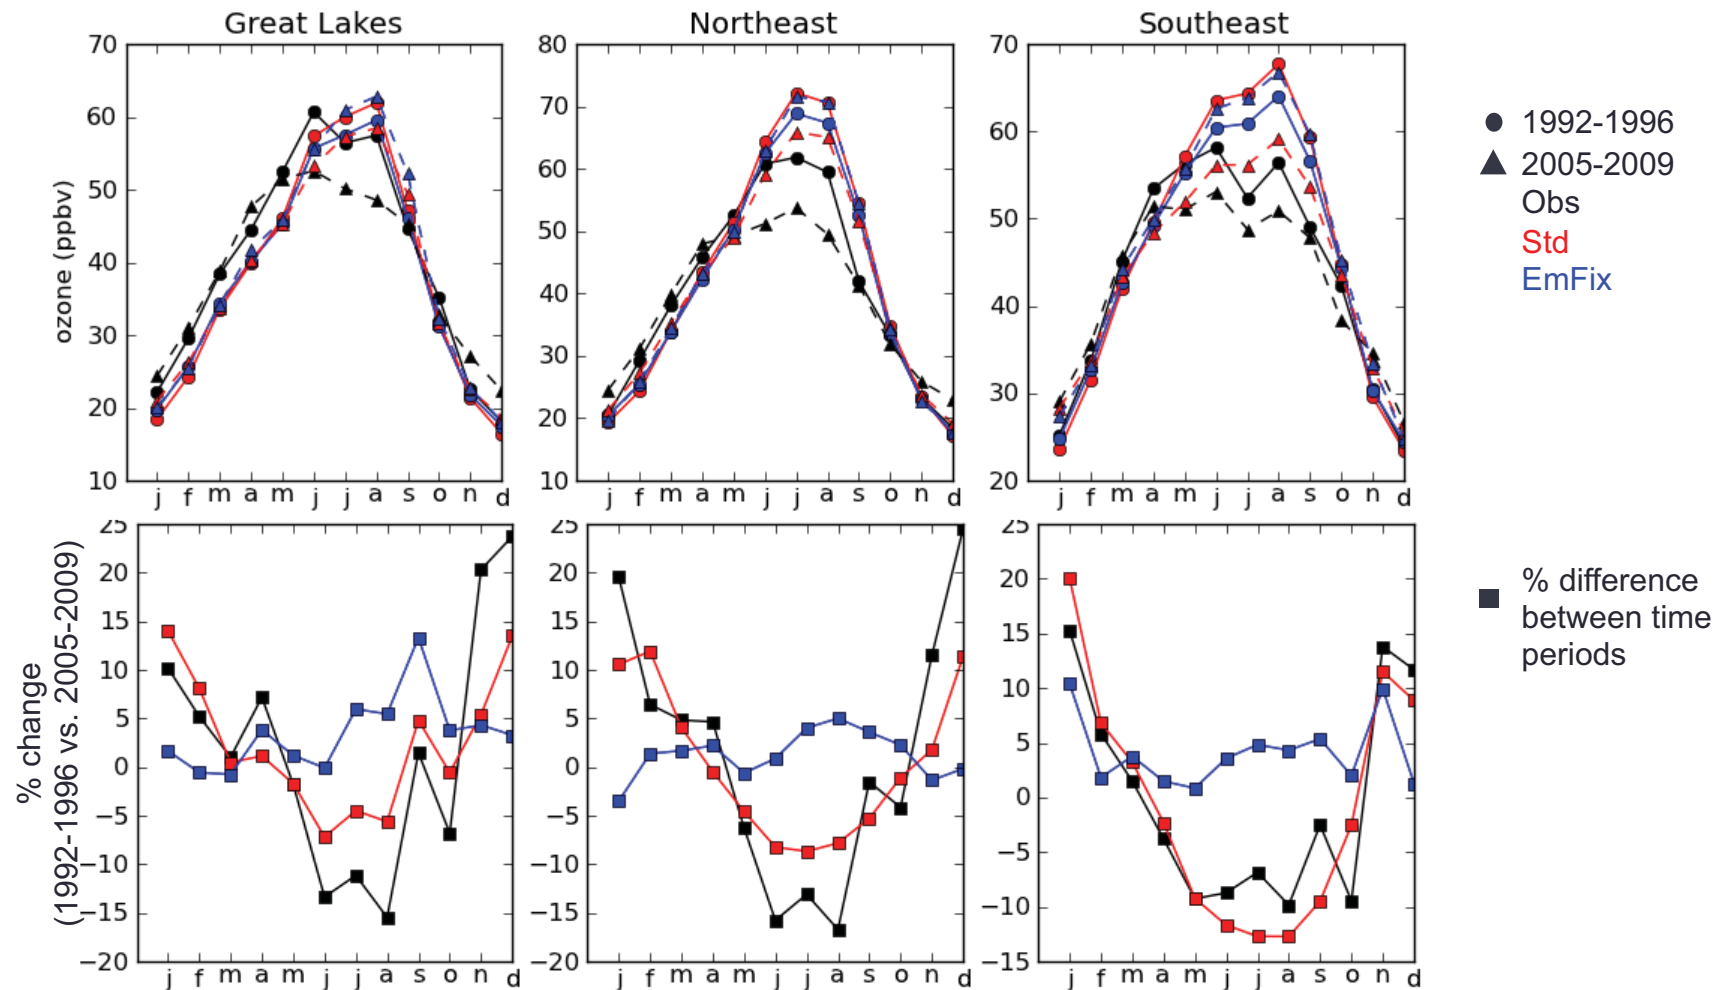 Great Lakes
Northeast
Southeast
70
60
50
40
30
20
10
ozone (ppbv)
j f m a m j j a s o n d
80
70
60
50
40
30
20
10
j f m a m j j a s o n d
70
60
50
40
30
20
j f m a m j j a s o n d
1992-1996
2005-2009
Obs
Std
EmFix
25
20
15
10
5
0
−5
−10
−15
−20
% change
(1992-1996 vs. 2005-2009)
j f m a m j j a s o n d
25
20
15
10
5
0
−5
−10
−15
−20
j f m a m j j a s o n d
25
20
15
10
5
0
−5
−10
−15
j f m a m j j a s o n d
% difference
between time
periods